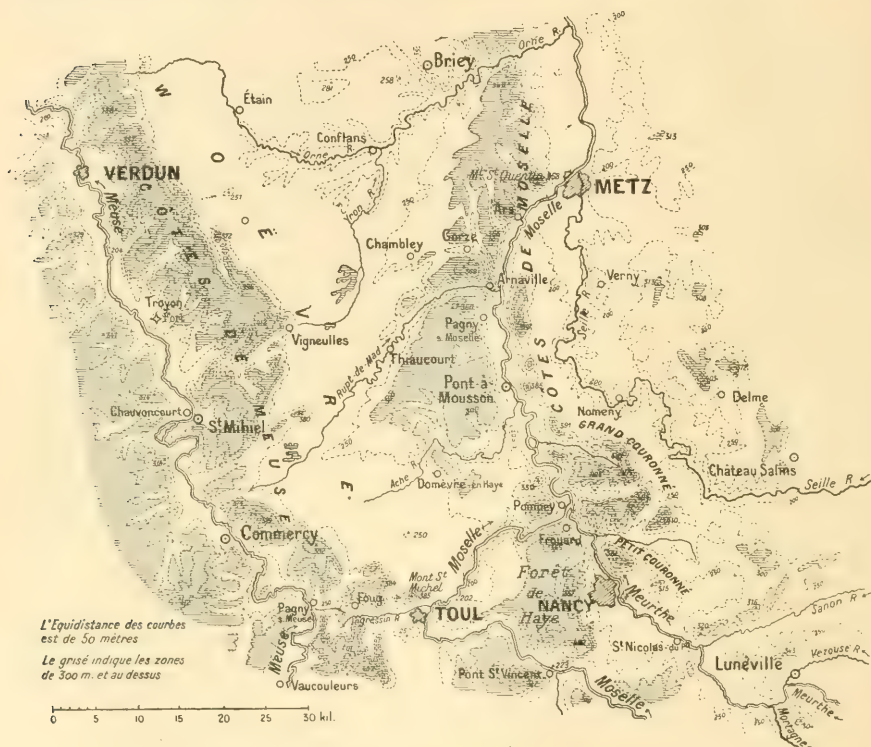 Orne R.
Briey
Étain
Conflans
Orne R.
WOËVRE
VERDUN
Meuse
CÔTES DE MEUSE
Mt St Quentin
METZ
Ars
Moselle
CÔTES DE MOSELLE
Yron R.
Chambley
Gorze
Arnaville
Verny
Seille R.
Troyon
Fort
Vigneulles
Pagny
s. Moselle
Thiaucourt
Rupt-de-Mad
Pont-à
Mousson
Delme
Chauvoncourt
St Mihiel
Nomeny
GRAND COURONNÉ
Château Salins
Seille R.
Ache R.
Domèvre-en Haye
Pompey
Commercy
Frouard
PETIT COURONNÉ
Moselle
Mont St
Michel
Foug
Forêt
de
Haye
NANCY
Meurthe
Sanon R.
L'Equidistance des courbes
est de 50 mètres
Pagny
s. Meuse
Ingressin R.
TOUL
Le grisé indique les zones
de 300 m. et au dessus
Meuse
St Nicolas du P.
Lunéville
Vezouse R.
Vaucouleurs
Pont St Vincent
Moselle
Meurthe
Mortagne
0 5 10 15 20 25 30 kil.